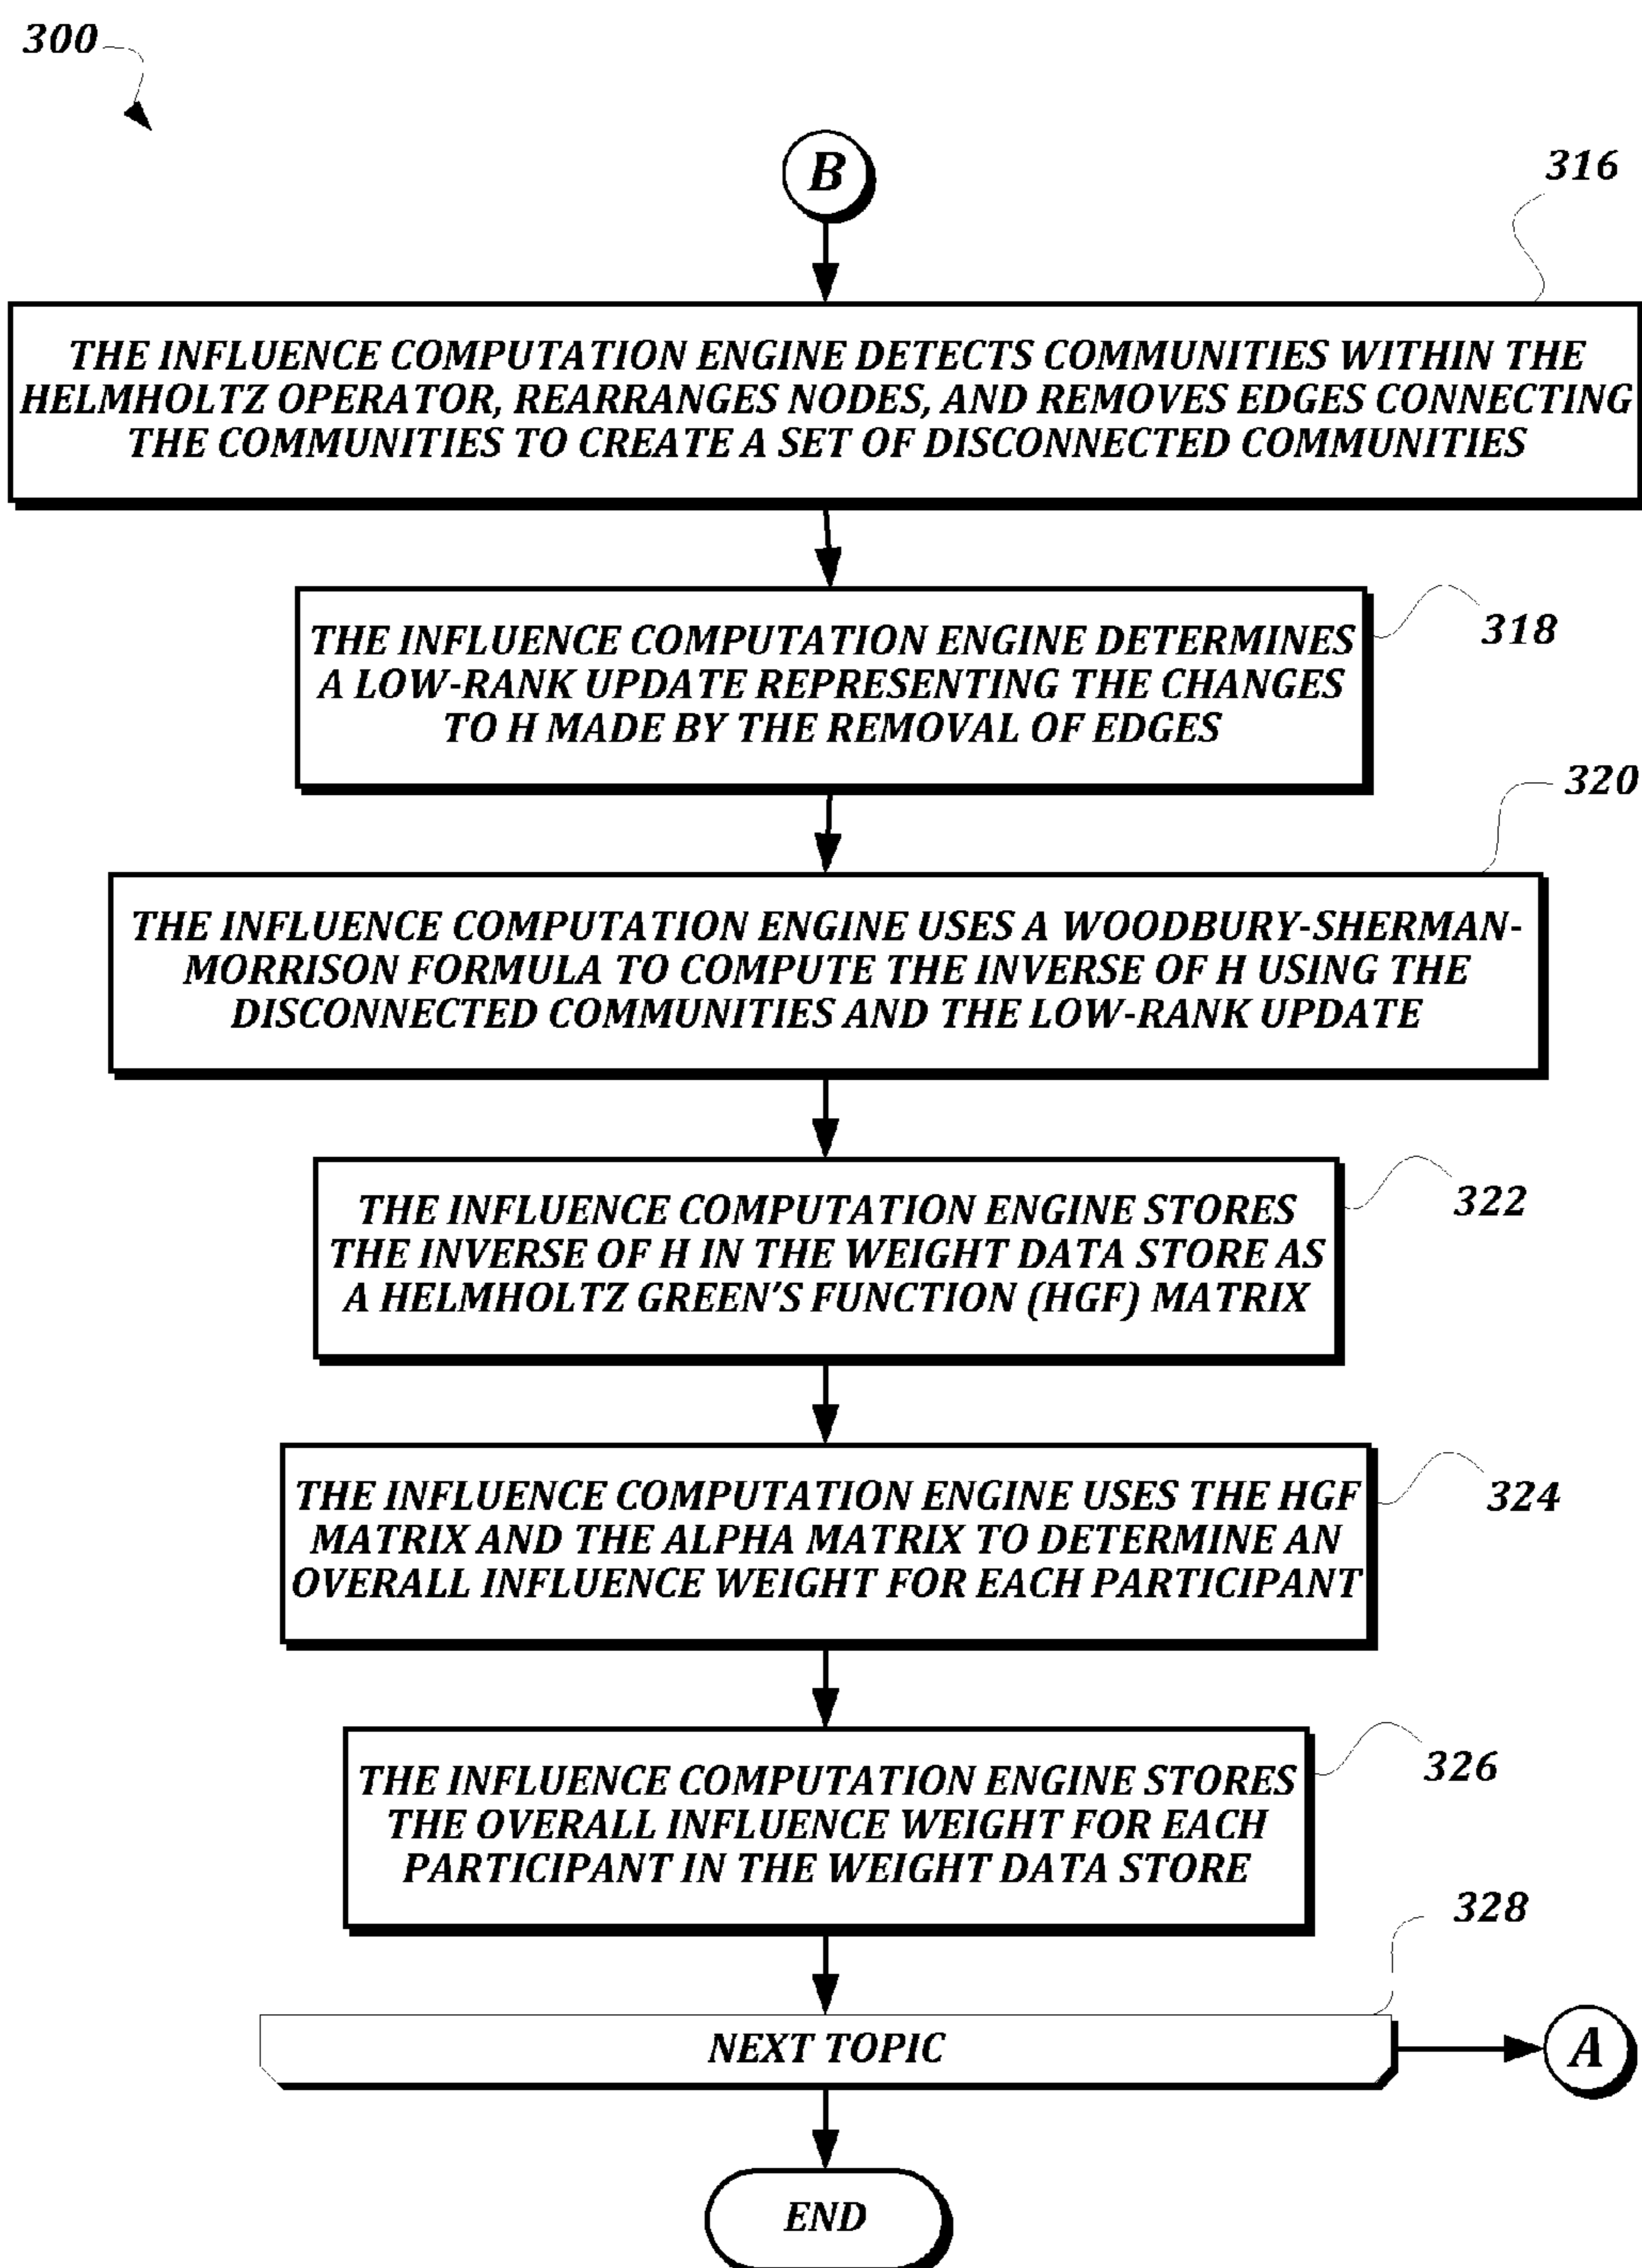 300
B
316
THE INFLUENCE COMPUTATION ENGINE DETECTS COMMUNITIES WITHIN THE
HELMHOLTZ OPERATOR, REARRANGES NODES, AND REMOVES EDGES CONNECTING
THE COMMUNITIES TO CREATE A SET OF DISCONNECTED COMMUNITIES
318
THE INFLUENCE COMPUTATION ENGINE DETERMINES
A LOW-RANK UPDATE REPRESENTING THE CHANGES
TO H MADE BY THE REMOVAL OF EDGES
320
THE INFLUENCE COMPUTATION ENGINE USES A WOODBURY-SHERMAN-
MORRISON FORMULA TO COMPUTE THE INVERSE OF H USING THE
DISCONNECTED COMMUNITIES AND THE LOW-RANK UPDATE
322
THE INFLUENCE COMPUTATION ENGINE STORES
THE INVERSE OF H IN THE WEIGHT DATA STORE AS
A HELMHOLTZ GREEN’S FUNCTION (HGF) MATRIX
324
THE INFLUENCE COMPUTATION ENGINE USES THE HGF
MATRIX AND THE ALPHA MATRIX TO DETERMINE AN
OVERALL INFLUENCE WEIGHT FOR EACH PARTICIPANT
326
THE INFLUENCE COMPUTATION ENGINE STORES
THE OVERALL INFLUENCE WEIGHT FOR EACH
PARTICIPANT IN THE WEIGHT DATA STORE
328
NEXT TOPIC
A
END